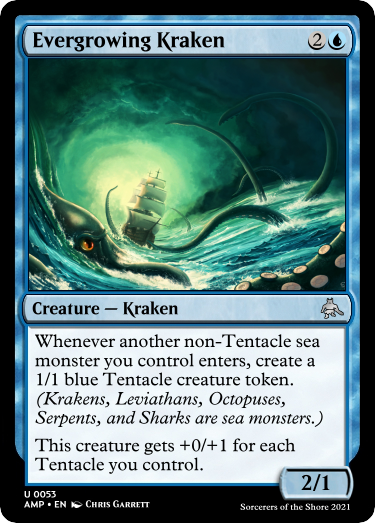 Evergrowing Kraken 2
Creature — Kraken
Whenever another non-Tentacle sea
monster you control enters, create a
1/1 blue Tentacle creature token.
(Krakens, Leviathans, Octopuses,
Serpents, and Sharks are sea monsters.)
This creature gets +0/+1 for each
Tentacle you control.
2/1
U 0053
AMP • EN Chris Garrett
Sorcerers of the Shore 2021